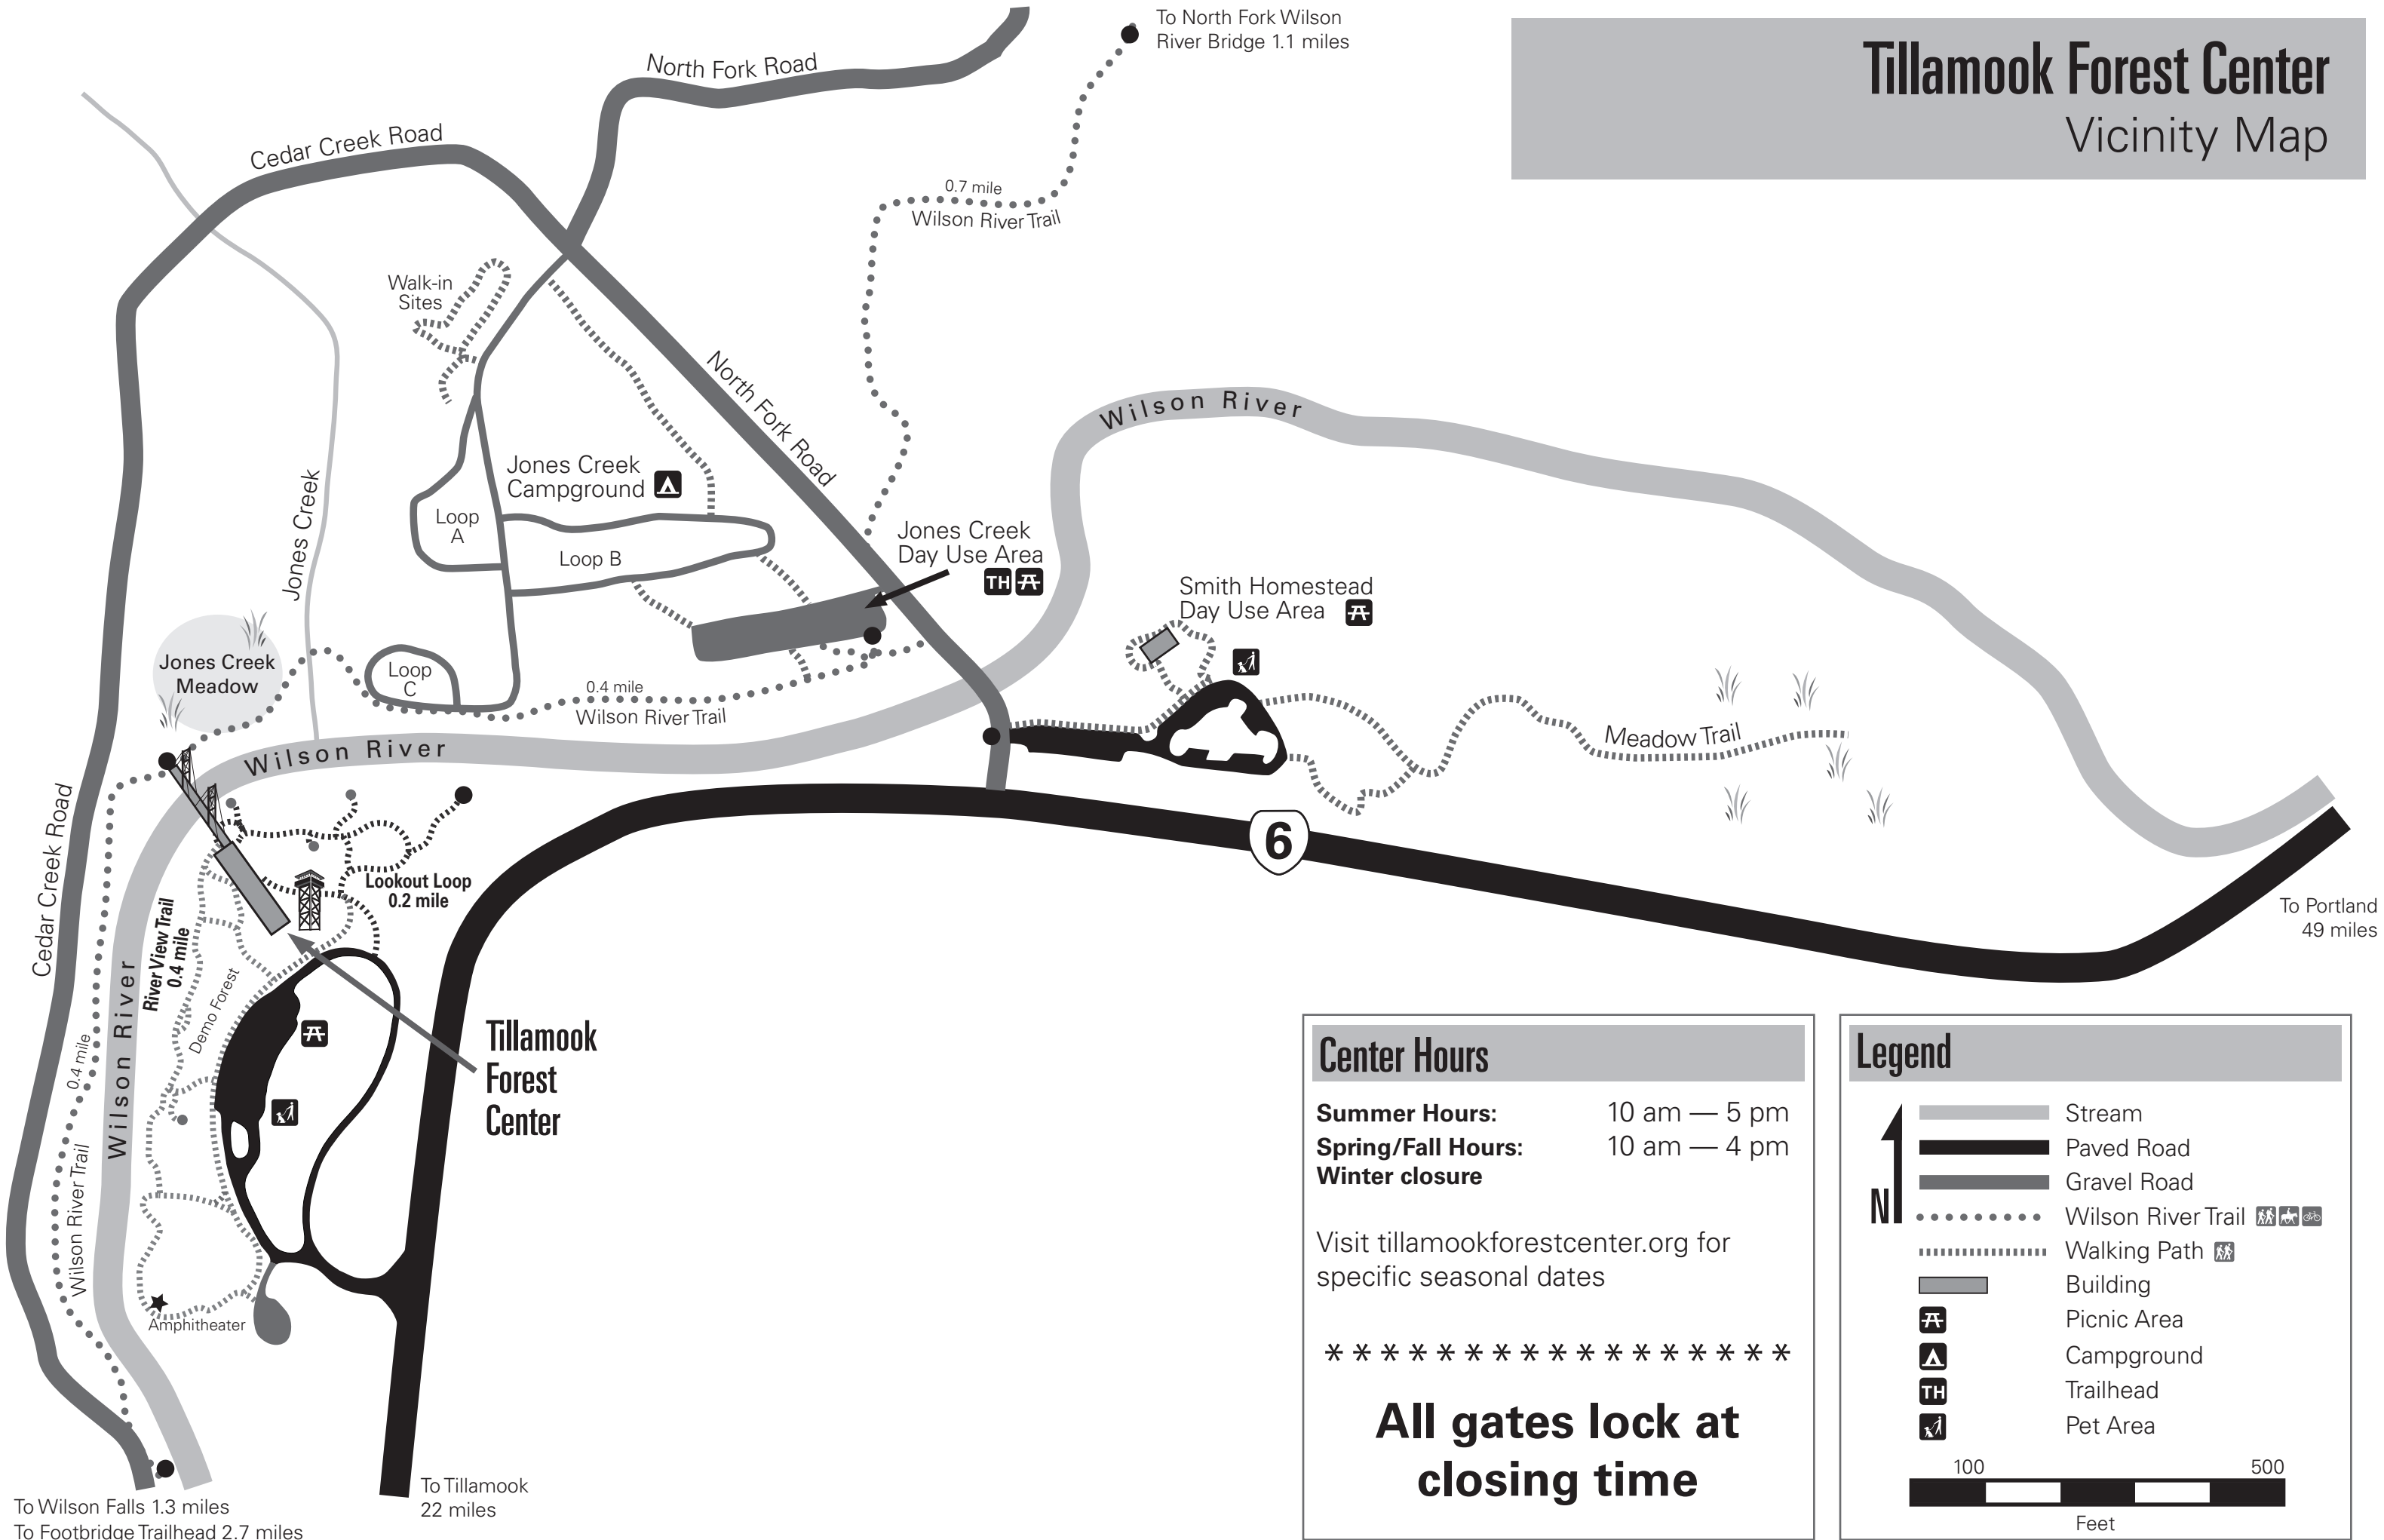 To North Fork Wilson
River Bridge 1.1 miles
Tillamook Forest Center
Vicinity Map
North Fork Road
Cedar Creek Road
0.7 mile
Wilson River Trail
Walk-in
Sites
North Fork Road
Wilson River
Jones Creek
Campground
Jones Creek
Loop
A
Loop B
Jones Creek
Day Use Area
TH
Smith Homestead
Day Use Area
Jones Creek
Meadow
Loop
C
0.4 mile
Wilson River Trail
Meadow Trail
Wilson River
6
Cedar Creek Road
Lookout Loop
0.2 mile
River View Trail
0.4 mile
Demo Forest
To Portland
49 miles
Wilson River
0.4 mile
Wilson River Trail
Tillamook
Forest
Center
Amphitheater
To Tillamook
22 miles
To Wilson Falls 1.3 miles
To Footbridge Trailhead 2.7 miles
Center Hours
Summer Hours: 10 am — 5 pm
Spring/Fall Hours: 10 am — 4 pm
Winter closure
Visit tillamookforestcenter.org for
specific seasonal dates
* * * * * * * * * * * * * * * * *
All gates lock at
closing time
Legend
N
Stream
Paved Road
Gravel Road
Wilson River Trail
Walking Path
Building
Picnic Area
Campground
TH Trailhead
Pet Area
100 500
Feet